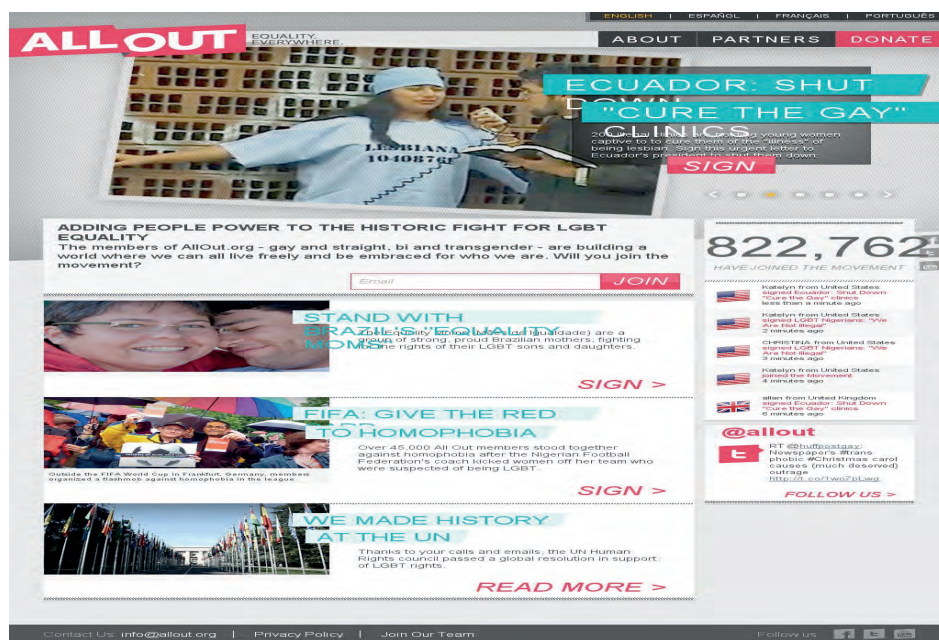 ENGLISH | ESPAÑOL | FRANÇAIS | PORTUGUÊS
ALL OUT
EQUALITY.
EVERYWHERE.
ABOUT PARTNERS DONATE
ECUADOR: SHUT
DOWN
"CURE THE GAY"
CLINICS
young women
captive to to cure them of the "illness" of
being lesbian. Sign this urgent letter to
Ecuador's president to shut them down
SIGN
LESBIANA
ADDING PEOPLE POWER TO THE HISTORIC FIGHT FOR LGBT
EQUALITY
The members of AllOut.org - gay and straight, bi and transgender - are building a
world where we can all live freely and be embraced for who we are. Will you join the
movement?
Email
JOIN
STAND WITH
BRAZIL'S "EQUALITY
MOMS"
Igualdade) are a
group of strong, proud Brazilian mothers, fighting
for the rights of their LGBT sons and daughters.
SIGN >
FIFA: GIVE THE RED
TO HOMOPHOBIA
Over 45,000 All Out members stood together
against homophobia after the Nigerian Football
Federation's coach kicked women off her team who
were suspected of being LGBT.
Outside the FIFA World Cup in Frankfurt, Germany, members
organized a flashmob against homophobia in the league
SIGN >
WE MADE HISTORY
AT THE UN
Thanks to your calls and emails, the UN Human
Rights council passed a global resolution in support
of LGBT rights.
READ MORE >
822,762
HAVE JOINED THE MOVEMENT
Katelyn from United States
signed Ecuador: Shut Down
"Cure the Gay" clinics
less than a minute ago
Katelyn from United States
signed LGBT Nigerians: "We
Are Not Illegal"
2 minutes ago
CHRISTINA from United States
signed LGBT Nigerians: "We
Are Not Illegal"
3 minutes ago
Katelyn from United States
joined the Movement
4 minutes ago
allan from United Kingdom
signed Ecuador: Shut Down
"Cure the Gay" clinics
6 minutes ago
@allout
RT @huffpostgay:
Newspaper's #trans
phobic #Christmas carol
causes (much deserved)
outrage
http://t.co/1wo7pLwg
FOLLOW US >
Contact Us: info@allout.org | Privacy Policy | Join Our Team
Follow us